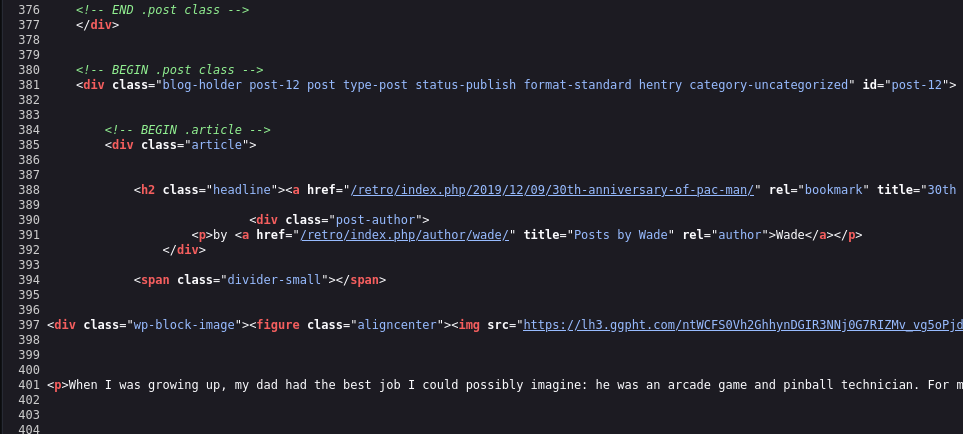 376 <!-- END .post class -->
377 </div>
378
379
380 <!-- BEGIN .post class -->
381 <div class="blog-holder post-12 post type-post status-publish format-standard hentry category-uncategorized" id="post-12">
382
383
384 <!-- BEGIN .article -->
385 <div class="article">
386
387
388 <h2 class="headline"><a href="/retro/index.php/2019/12/09/30th-anniversary-of-pac-man/" rel="bookmark" title="30th
389
390 <div class="post-author">
391 <p>by <a href="/retro/index.php/author/wade/" title="Posts by Wade" rel="author">Wade</a></p>
392 </div>
393
394 <span class="divider-small"></span>
395
396
397 <div class="wp-block-image"><figure class="aligncenter"><img src="https://lh3.ggpht.com/ntWCFS0Vh2GhhynDGIR3NNj0G7RIZMv_vg5oPjd
398
399
400
401 <p>When I was growing up, my dad had the best job I could possibly imagine: he was an arcade game and pinball technician. For m
402
403
404